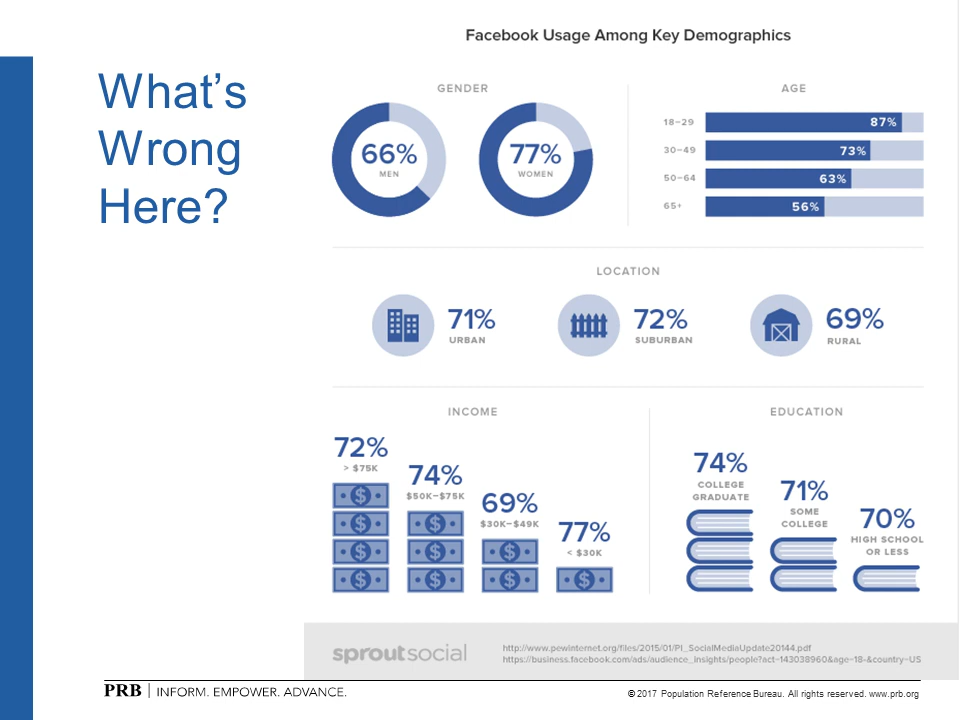 What's
Wrong
Here?
Facebook Usage Among Key Demographics
GENDER
66%
MEN
77%
WOMEN
AGE
18–29
87%
30–49
73%
50–64
63%
65+
56%
LOCATION
71%
URBAN
72%
SUBURBAN
69%
RURAL
INCOME
72%
> $75K
74%
$50K–$75K
69%
$30K–$49K
77%
< $30K
EDUCATION
74%
COLLEGE
GRADUATE
71%
SOME
COLLEGE
70%
HIGH SCHOOL
OR LESS
sproutsocial
http://www.pewinternet.org/files/2015/01/PI_SocialMediaUpdate20144.pdf
https://business.facebook.com/ads/audience_insights/people?act=143038960&age=18-&country=US
PRB | INFORM. EMPOWER. ADVANCE.
© 2017 Population Reference Bureau. All rights reserved. www.prb.org